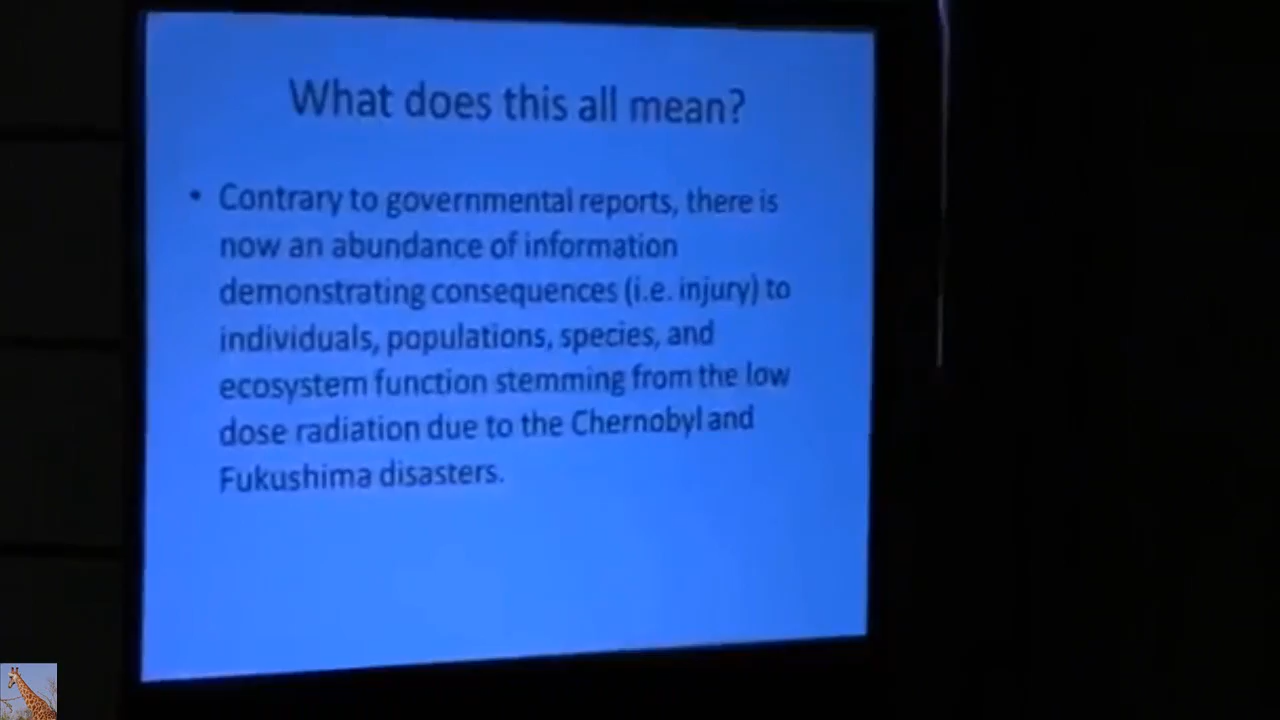 What does this all mean?
• Contrary to governmental reports, there is
now an abundance of information
demonstrating consequences (i.e. injury) to
individuals, populations, species, and
ecosystem function stemming from the low
dose radiation due to the Chernobyl and
Fukushima disasters.